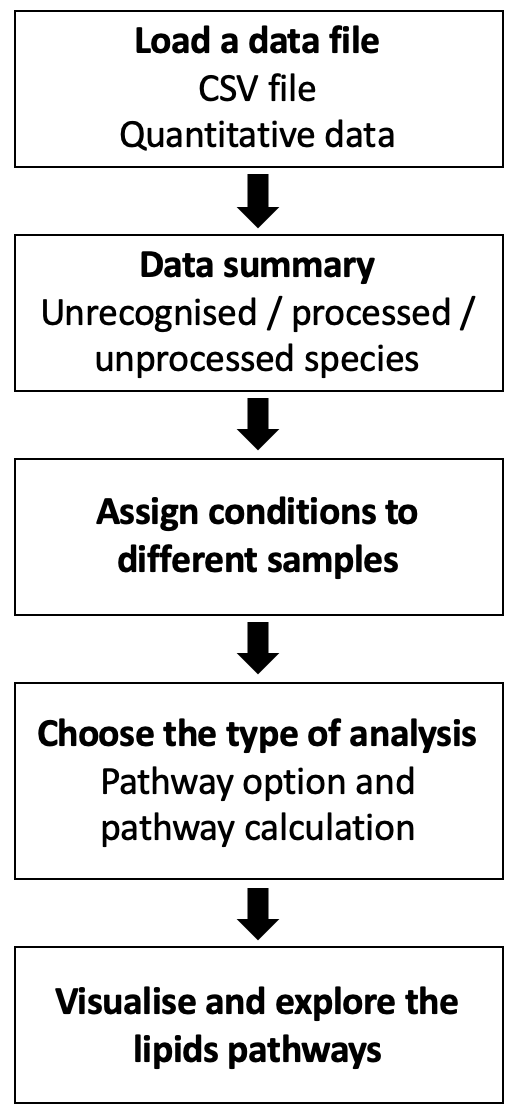 Load a data file
CSV file
Quantitative data
Data summary
Unrecognised / processed /
unprocessed species
Assign conditions to
different samples
Choose the type of analysis
Pathway option and
pathway calculation
Visualise and explore the
lipids pathways